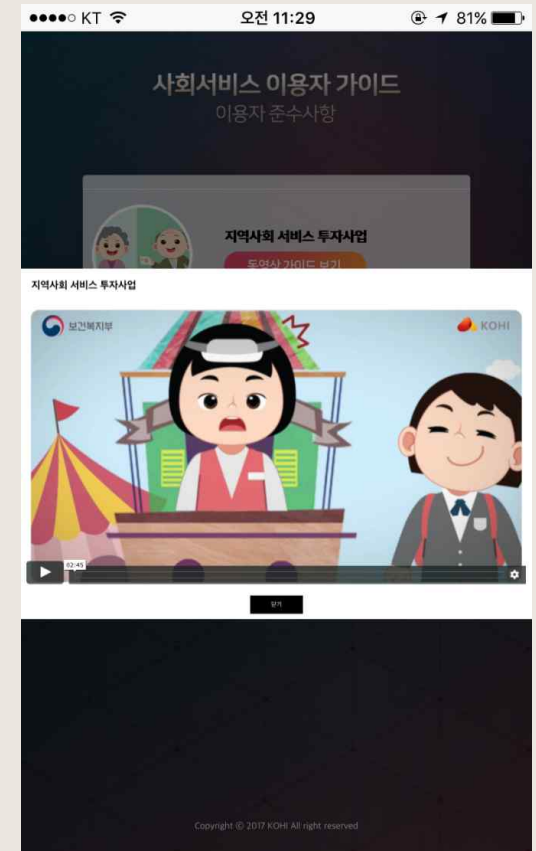 KT 오전 11:29 81%
사회서비스 이용자 가이드
이용자 준수사항
지역사회 서비스 투자사업
동영상 가이드 보기
지역사회 서비스 투자사업
보건복지부 KOHI
02:45
닫기
Copyright ⓒ 2017 KOHI All right reserved